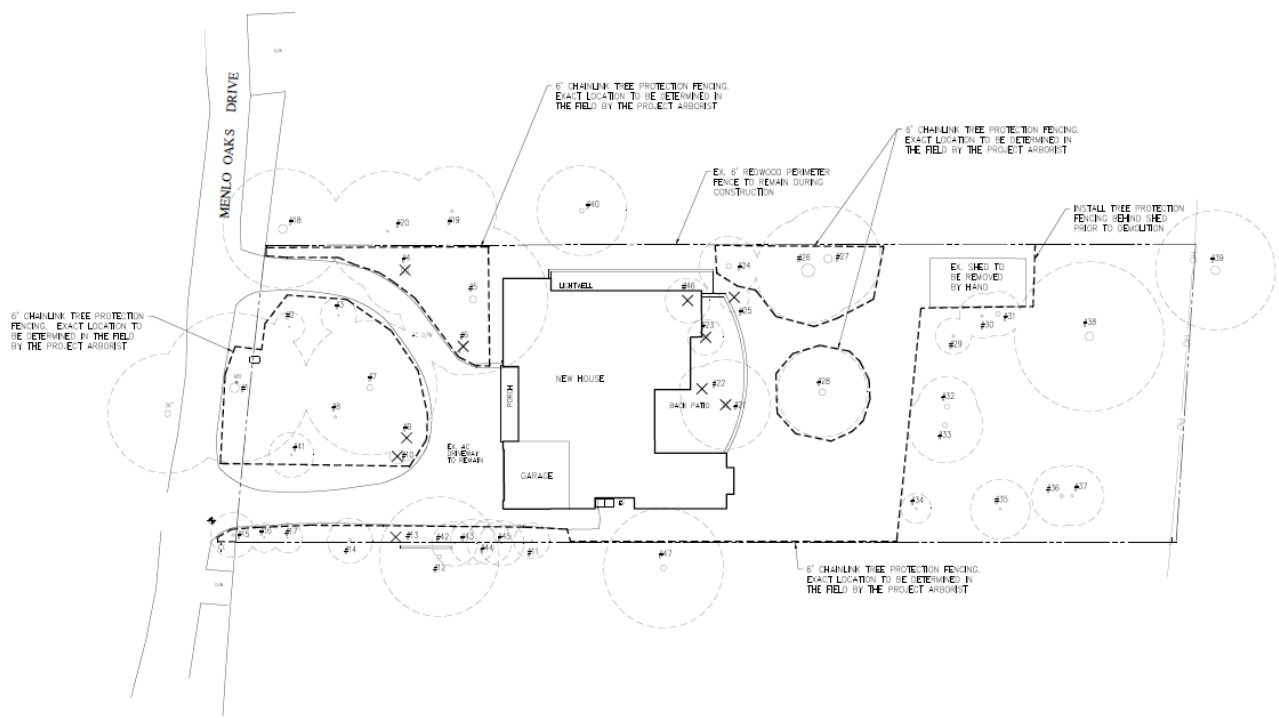 D/W
MENLO OAKS DRIVE
6' CHAINLINK TREE PROTECTION FENCING.
EXACT LOCATION TO BE DETERMINED IN
THE FIELD BY THE PROJECT ARBORIST
6' CHAINLINK TREE PROTECTION FENCING.
EXACT LOCATION TO BE DETERMINED IN
THE FIELD BY THE PROJECT ARBORIST
EX. 6' REDWOOD PERIMETER
FENCE TO REMAIN DURING
CONSTRUCTION
INSTALL TREE PROTECTION
FENCING BEHIND SHED
PRIOR TO DEMOLITION
#18
#20
#19
#40
#4
#5
#6
#24
#26
#27
#39
EX. SHED TO
BE REMOVED
BY HAND
LIGHTWELL
#46
#25
#23
#30
#31
#29
#38
6' CHAINLINK TREE PROTECTION
FENCING. EXACT LOCATION TO
BE DETERMINED IN THE FIELD
BY THE PROJECT ARBORIST
#2
#3
AC D/W
#7
#8
#9
#10
#41
NEW HOUSE
PORCH
#22
BACK PATIO
#28
#32
#33
EX. AC
DRIVEWAY
TO REMAIN
GARAGE
#34
#35
#36
#37
#15
#16
#17
#14
#13
#42
#43
#44
#45
#11
#12
#47
6' CHAINLINK TREE PROTECTION FENCING.
EXACT LOCATION TO BE DETERMINED IN
THE FIELD BY THE PROJECT ARBORIST
D/W